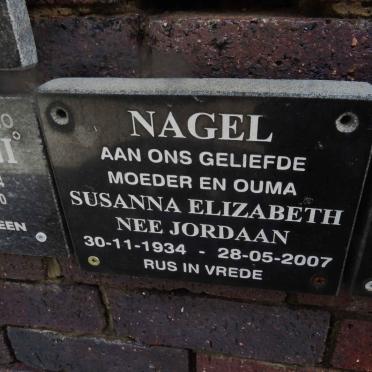 NAGEL
AAN ONS GELIEFDE
MOEDER EN OUMA
SUSANNA ELIZABETH
NEE JORDAAN
30-11-1934 - 28-05-2007
RUS IN VREDE